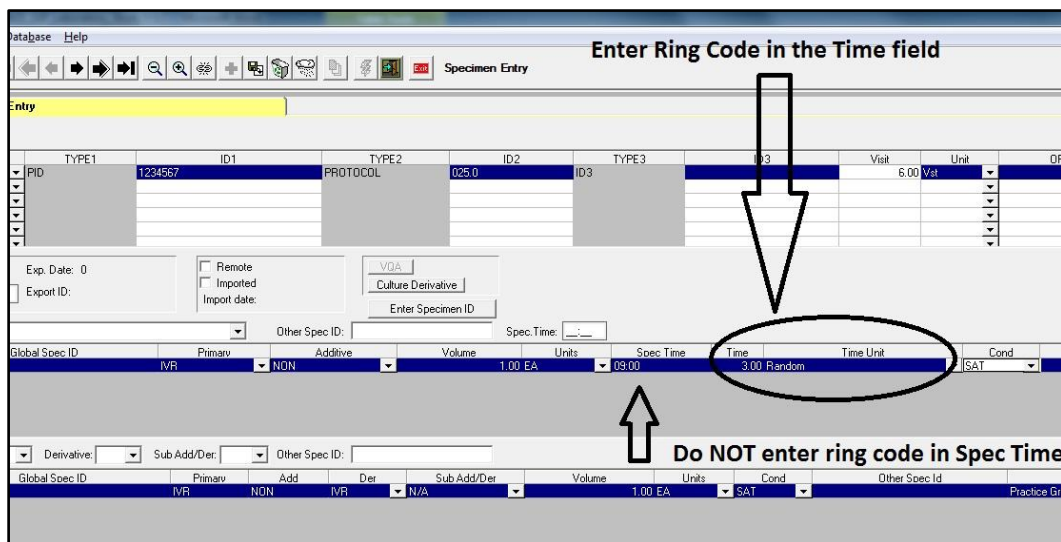 Database Help
Enter Ring Code in the Time field
Exit Specimen Entry
Entry
TYPE1 ID1 TYPE2 ID2 TYPE3 ID3 Visit Unit
PID 1234567 PROTOCOL 025.0 ID3 6.00 Vst
Exp. Date: 0 Remote VQA
Export ID: Imported Culture Derivative
Import date: Enter Specimen ID
Other Spec ID: Spec.Time: __:__
Global Spec ID Primary Additive Volume Units Spec Time Time Time Unit Cond
IVR NON 1.00 EA 09:00 3.00 Random SAT
Do NOT enter ring code in Spec Time
Derivative: Sub Add/Der: Other Spec ID:
Global Spec ID Primary Add Der Sub Add/Der Volume Units Cond Other Spec Id
IVR NON IVR N/A 1.00 EA SAT Practice Gr